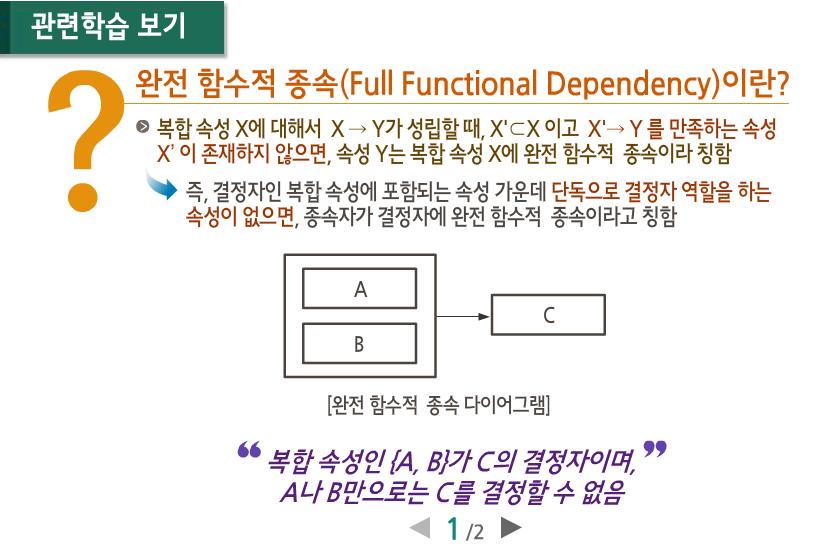 관련학습 보기
?
완전 함수적 종속(Full Functional Dependency)이란?
복합 속성 X에 대해서 X → Y가 성립할 때, X'⊂X 이고 X'→ Y 를 만족하는 속성
X’ 이 존재하지 않으면, 속성 Y는 복합 속성 X에 완전 함수적 종속이라 칭함
즉, 결정자인 복합 속성에 포함되는 속성 가운데 단독으로 결정자 역할을 하는
속성이 없으면, 종속자가 결정자에 완전 함수적 종속이라고 칭함
A
C
B
[완전 함수적 종속 다이어그램]
“ 복합 속성인 {A, B}가 C의 결정자이며, ”
A나 B만으로는 C를 결정할 수 없음
1 /2